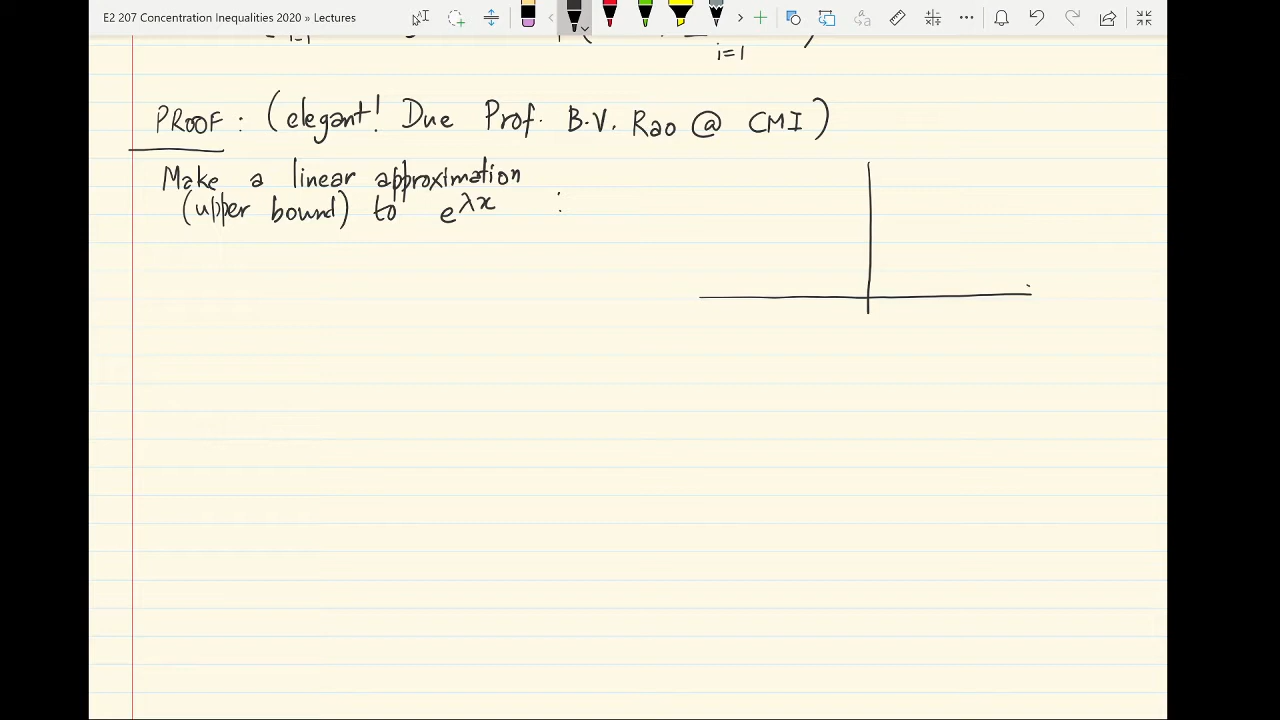 E2 207 Concentration Inequalities 2020 » Lectures
i=1
PROOF : (elegant! Due Prof. B.V. Rao @ CMI)
Make a linear approximation
(upper bound) to e^{λx} :